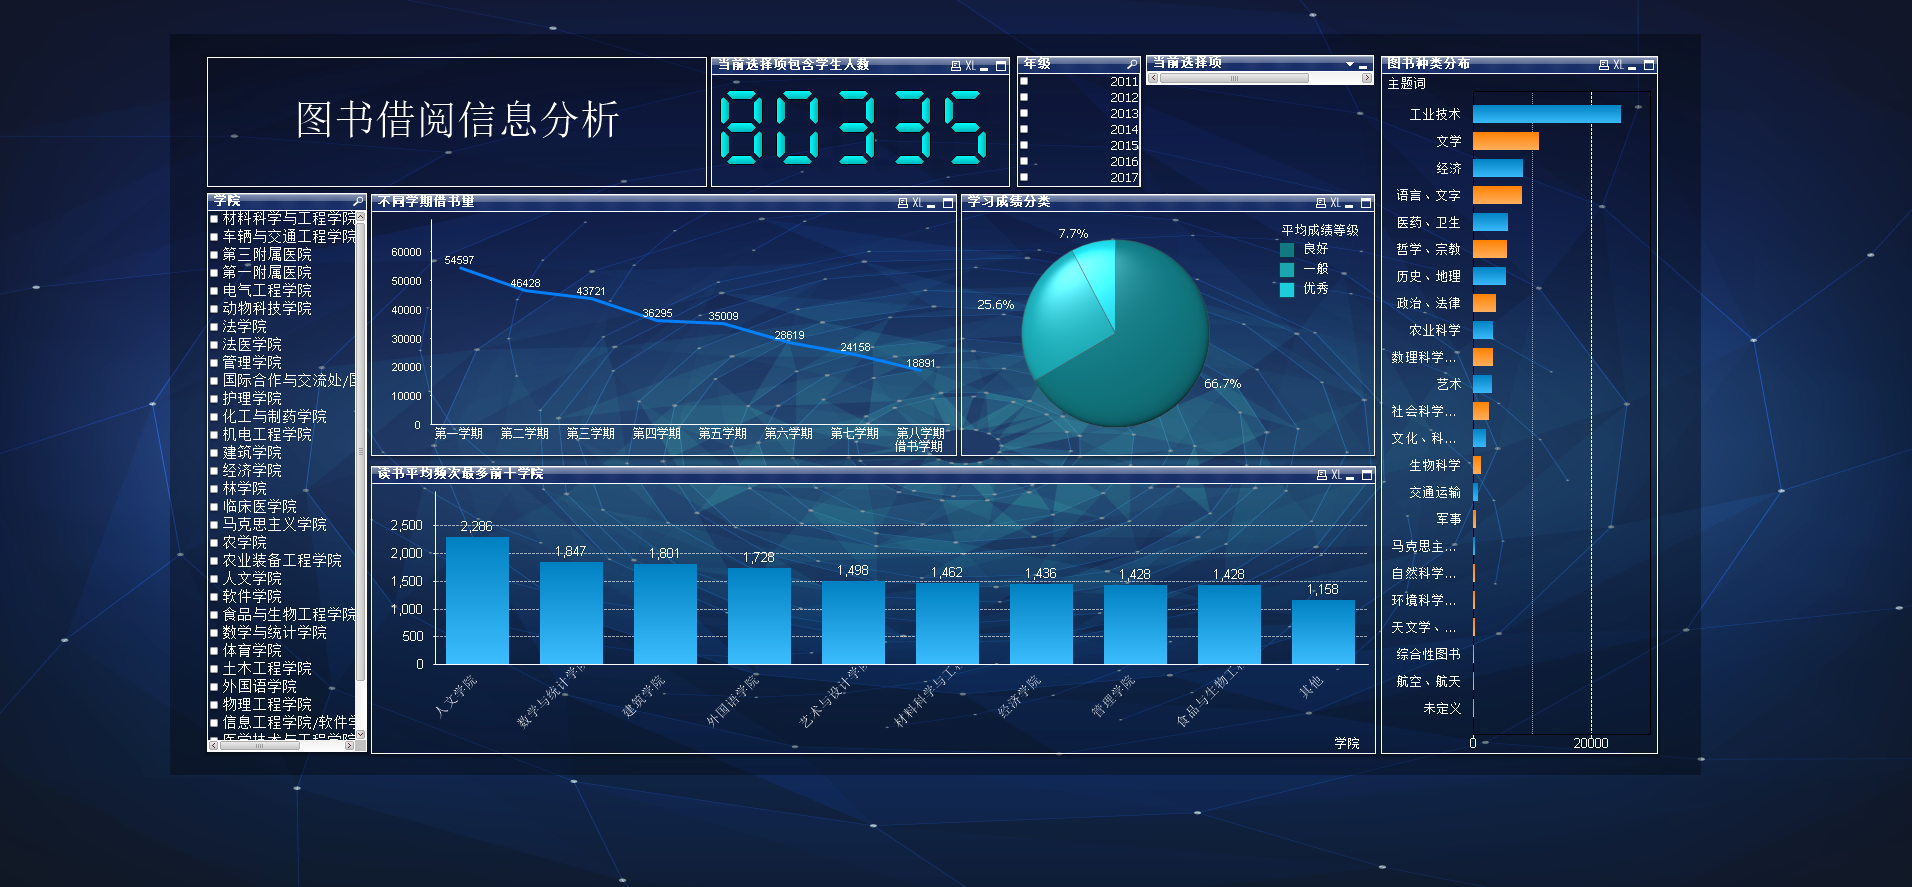 图书借阅信息分析
当前选择项包含学生人数 XL
80335
年级
2011
2012
2013
2014
2015
2016
2017
当前选择项
学院
材料科学与工程学院
车辆与交通工程学院
第三附属医院
第一附属医院
电气工程学院
动物科技学院
法学院
法医学院
管理学院
国际合作与交流处/
护理学院
化工与制药学院
机电工程学院
建筑学院
经济学院
林学院
临床医学院
马克思主义学院
农学院
农业装备工程学院
人文学院
软件学院
食品与生物工程学院
数学与统计学院
体育学院
土木工程学院
外国语学院
物理工程学院
信息工程学院/软件学
医学技术与工程学院
不同学期借书量 XL
60000
50000
40000
30000
20000
10000
0
54597
46428
43721
36295
35009
28619
24158
18891
第一学期 第二学期 第三学期 第四学期 第五学期 第六学期 第七学期 第八学期
借书学期
学习成绩分类 XL
7.7%
25.6%
66.7%
平均成绩等级
良好
一般
优秀
读书平均频次最多前十学院 XL
2,500
2,000
1,500
1,000
500
0
2,286
1,847
1,801
1,728
1,498
1,462
1,436
1,428
1,428
1,158
人文学院
数学与统计学院
建筑学院
外国语学院
艺术与设计学院
材料科学与工程
经济学院
管理学院
食品与生物工程
其他
学院
图书种类分布 XL
主题词
工业技术
文学
经济
语言、文字
医药、卫生
哲学、宗教
历史、地理
政治、法律
农业科学
数理科学...
艺术
社会科学...
文化、科...
生物科学
交通运输
军事
马克思主...
自然科学...
环境科学...
天文学、...
综合性图书
航空、航天
未定义
0 20000